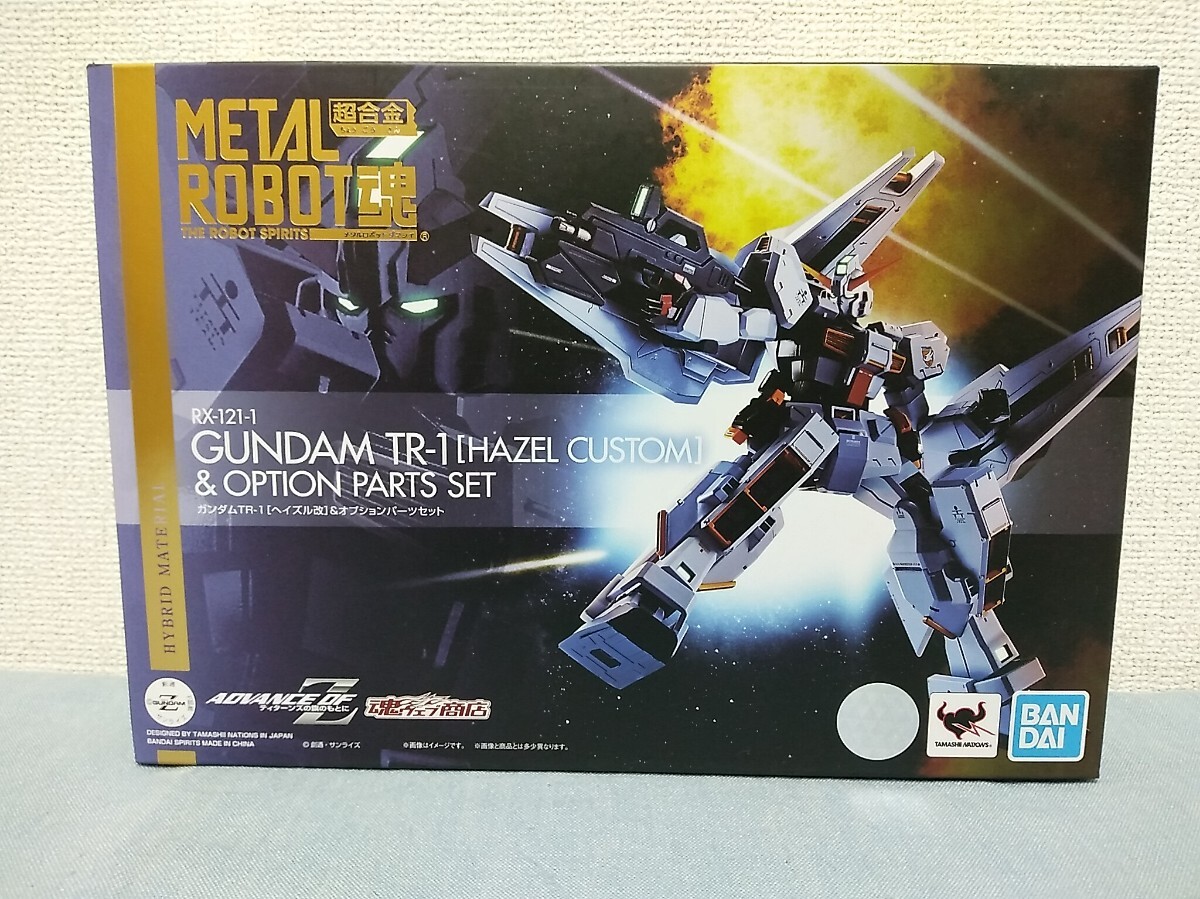 METAL 超合金
ROBOT魂
THE ROBOT SPIRITS ®
RX-121-1
GUNDAM TR-1 [HAZEL CUSTOM]
& OPTION PARTS SET
ガンダムTR-1[ヘイズル改]&オプションパーツセット
HYBRID MATERIAL
GUNDAM
ADVANCE OF Z
ティターンズの旗のもとに
魂ウェブ商店
DESIGNED BY TAMASHII NATIONS IN JAPAN
BANDAI SPIRITS MADE IN CHINA
© 創通・サンライズ
※画像はイメージです。 ※画像と商品とは多少異なります。
TAMASHII NATIONS
BAN
DAI